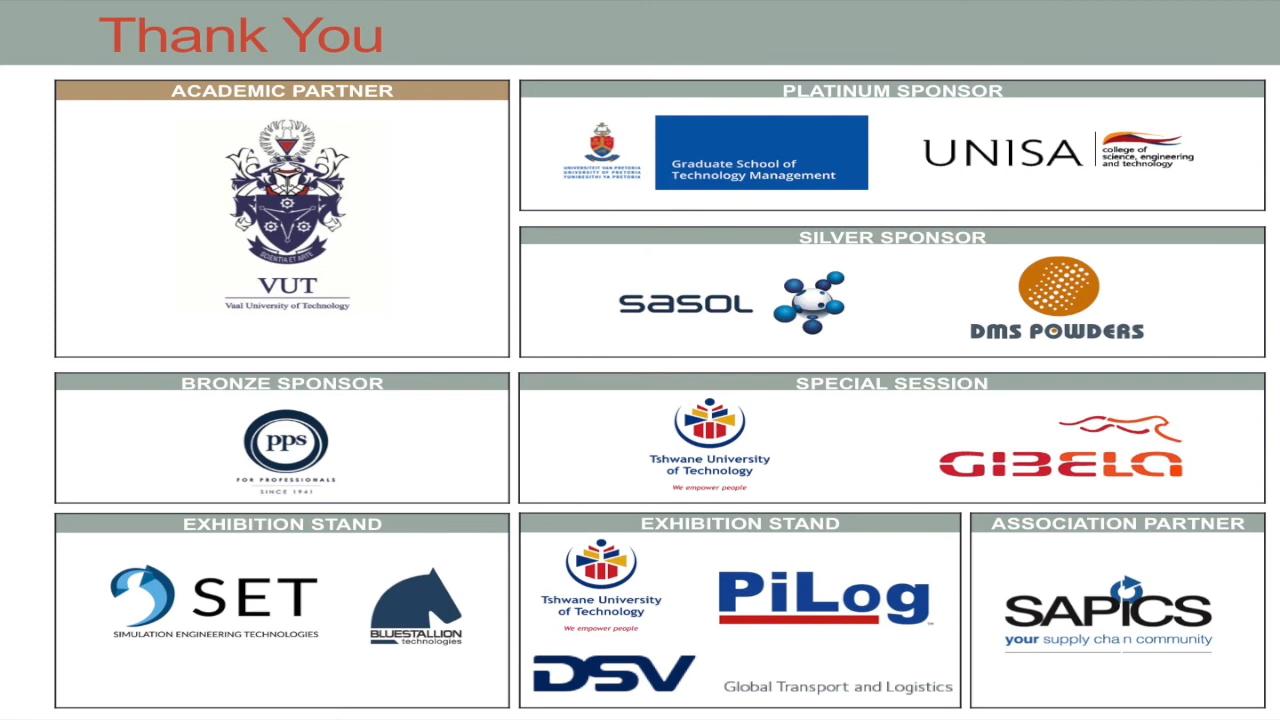 Thank You
ACADEMIC PARTNER
SCIENTIA ET ARTE
VUT
Vaal University of Technology
PLATINUM SPONSOR
UNIVERSITEIT VAN PRETORIA
UNIVERSITY OF PRETORIA
YUNIBESITHI YA PRETORIA
Graduate School of
Technology Management
UNISA
college of
science, engineering
and technology
SILVER SPONSOR
sasol
DMS POWDERS
BRONZE SPONSOR
pps
FOR PROFESSIONALS
SINCE 1941
SPECIAL SESSION
Tshwane University
of Technology
We empower people
GIBELA
EXHIBITION STAND
SET
SIMULATION ENGINEERING TECHNOLOGIES
BLUESTALLION
technologies
EXHIBITION STAND
Tshwane University
of Technology
We empower people
PiLog
DSV
Global Transport and Logistics
ASSOCIATION PARTNER
SAPICS
your supply chain community